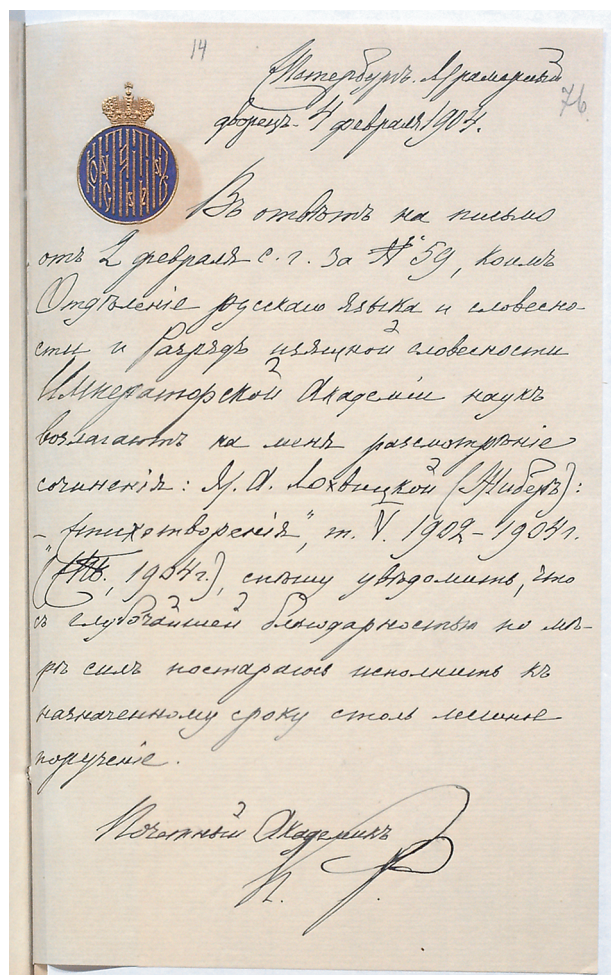 14
Петербургъ. Мраморный
76.
дворецъ. 4 февраля 1904.
Въ отвѣтъ на письмо
отъ 2 февраля с. г. за № 59, коимъ
Отдѣленіе русскаго языка и словесно-
сти и Разрядъ изящной словесности
Императорской Академіи наукъ
возлагаютъ на меня разсмотрѣніе
сочиненія: М. А. Лохвицкой (Жиберъ):
– „Стихотворенія", т. V. 1902–1904 г.
(СПб., 1904 г.), спѣшу увѣдомить, что
съ глубочайшей благодарностью по мѣ-
рѣ силъ постараюсь исполнить къ
назначенному сроку столь лестное
порученіе.
Почетный Академикъ
К. Р.